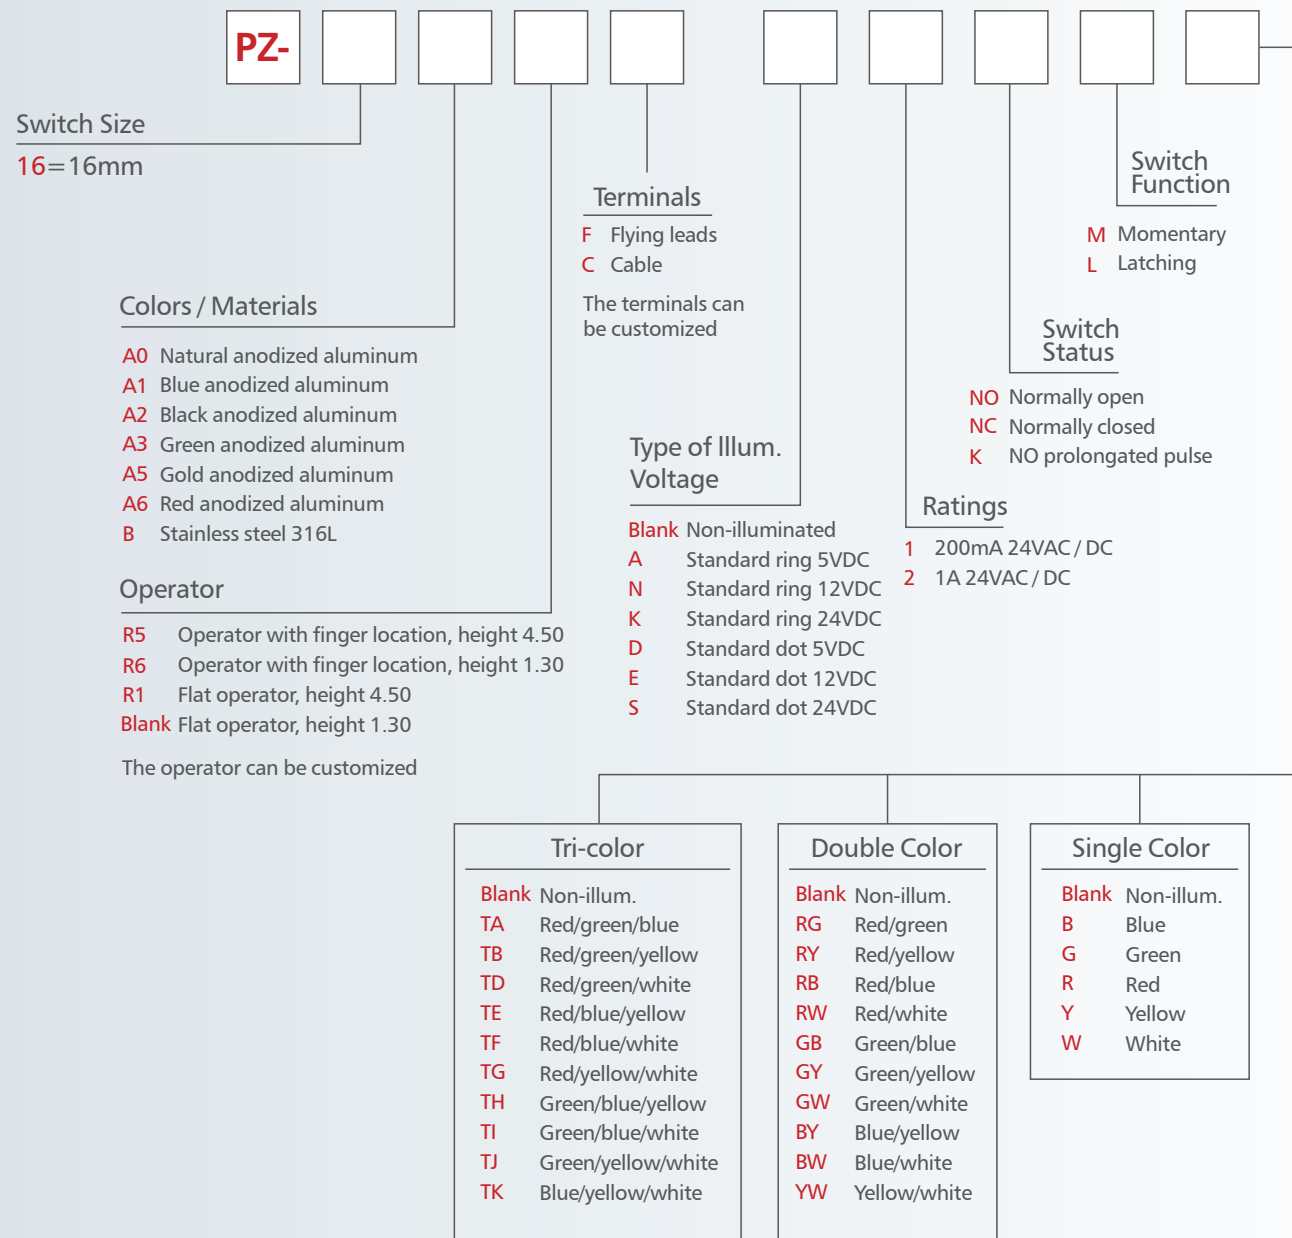 PZ-
Switch Size
16=16mm
Terminals
F Flying leads
C Cable
The terminals can
be customized
Switch
Function
M Momentary
L Latching
Colors / Materials
A0 Natural anodized aluminum
A1 Blue anodized aluminum
A2 Black anodized aluminum
A3 Green anodized aluminum
A5 Gold anodized aluminum
A6 Red anodized aluminum
B Stainless steel 316L
Switch
Status
NO Normally open
NC Normally closed
K NO prolongated pulse
Type of Illum.
Voltage
Blank Non-illuminated
A Standard ring 5VDC
N Standard ring 12VDC
K Standard ring 24VDC
D Standard dot 5VDC
E Standard dot 12VDC
S Standard dot 24VDC
Ratings
1 200mA 24VAC / DC
2 1A 24VAC / DC
Operator
R5 Operator with finger location, height 4.50
R6 Operator with finger location, height 1.30
R1 Flat operator, height 4.50
Blank Flat operator, height 1.30
The operator can be customized
Tri-color
Blank Non-illum.
TA Red/green/blue
TB Red/green/yellow
TD Red/green/white
TE Red/blue/yellow
TF Red/blue/white
TG Red/yellow/white
TH Green/blue/yellow
TI Green/blue/white
TJ Green/yellow/white
TK Blue/yellow/white
Double Color
Blank Non-illum.
RG Red/green
RY Red/yellow
RB Red/blue
RW Red/white
GB Green/blue
GY Green/yellow
GW Green/white
BY Blue/yellow
BW Blue/white
YW Yellow/white
Single Color
Blank Non-illum.
B Blue
G Green
R Red
Y Yellow
W White